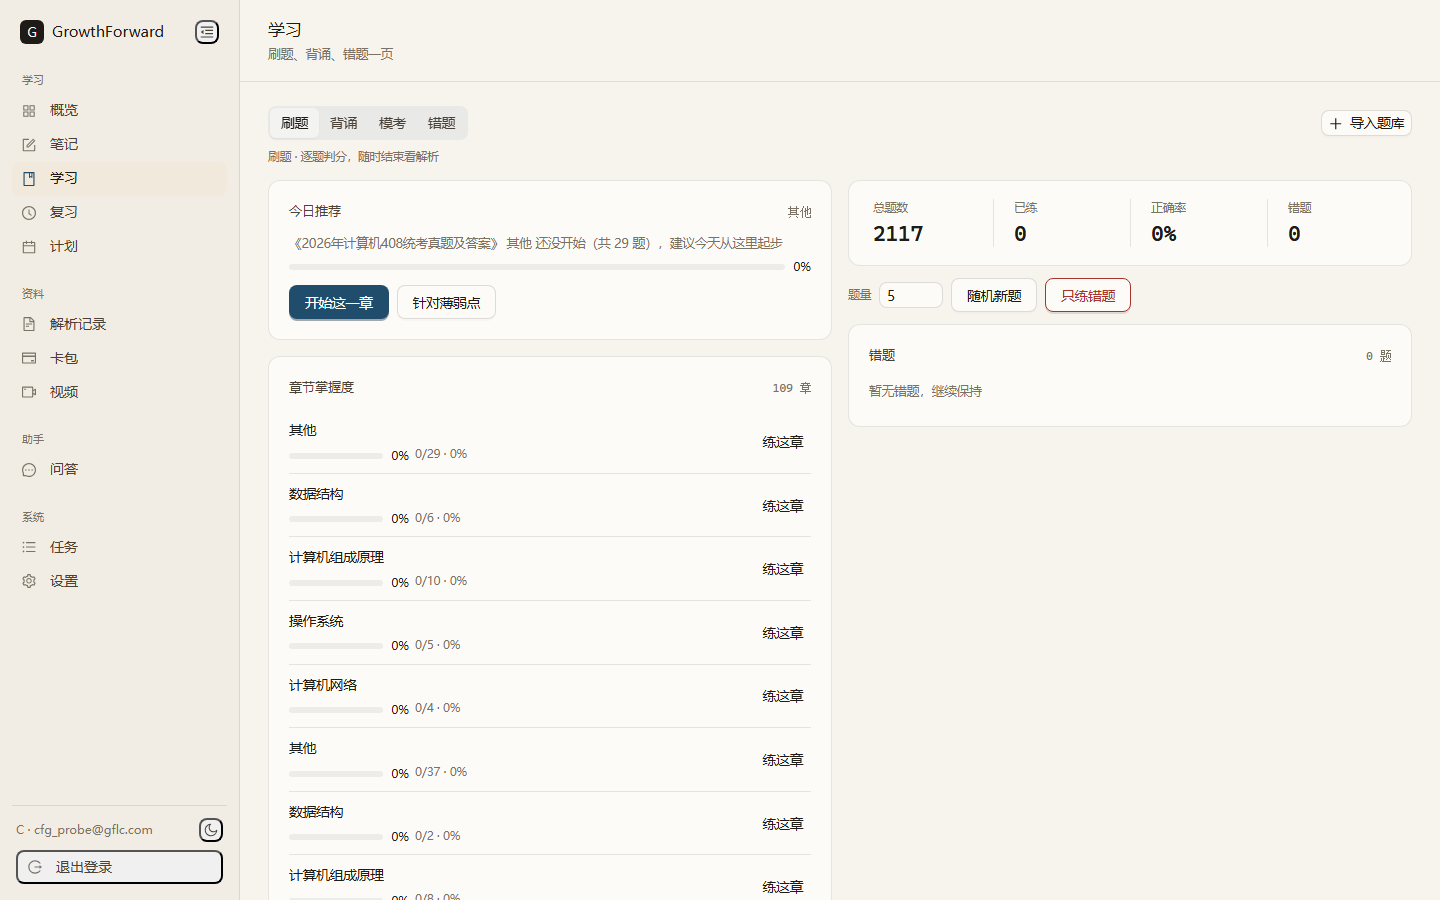 G GrowthForward
学习
概览
笔记
学习
复习
计划
资料
解析记录
卡包
视频
助手
问答
系统
任务
设置
C · cfg_probe@gflc.com
退出登录
学习
刷题、背诵、错题一页
刷题 背诵 模考 错题
导入题库
刷题 · 逐题判分，随时结束看解析
今日推荐 其他
《2026年计算机408统考真题及答案》 其他 还没开始（共 29 题），建议今天从这里起步
0%
开始这一章 针对薄弱点
章节掌握度 109 章
其他
0% 0/29 · 0%
练这章
数据结构
0% 0/6 · 0%
练这章
计算机组成原理
0% 0/10 · 0%
练这章
操作系统
0% 0/5 · 0%
练这章
计算机网络
0% 0/4 · 0%
练这章
其他
0% 0/37 · 0%
练这章
数据结构
0% 0/2 · 0%
练这章
计算机组成原理
0% 0/8 · 0%
练这章
总题数 已练 正确率 错题
2117 0 0% 0
题量 5 随机新题 只练错题
错题 0 题
暂无错题，继续保持